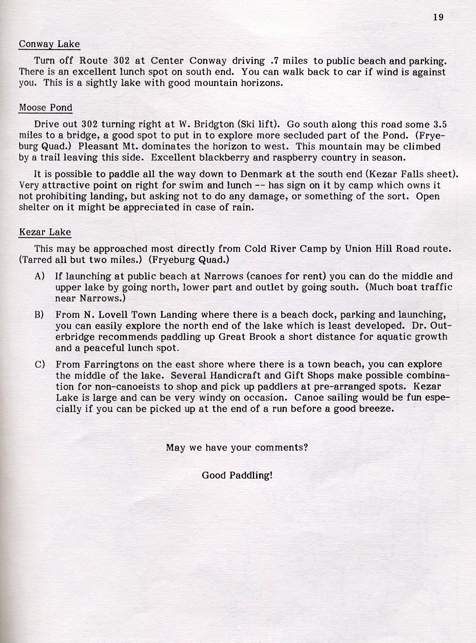 19
Conway Lake
Turn off Route 302 at Center Conway driving .7 miles to public beach and parking.
There is an excellent lunch spot on south end. You can walk back to car if wind is against
you. This is a sightly lake with good mountain horizons.
Moose Pond
Drive out 302 turning right at W. Bridgton (Ski lift). Go south along this road some 3.5
miles to a bridge, a good spot to put in to explore more secluded part of the Pond. (Frye-
burg Quad.) Pleasant Mt. dominates the horizon to west. This mountain may be climbed
by a trail leaving this side. Excellent blackberry and raspberry country in season.
It is possible to paddle all the way down to Denmark at the south end (Kezar Falls sheet).
Very attractive point on right for swim and lunch -- has sign on it by camp which owns it
not prohibiting landing, but asking not to do any damage, or something of the sort. Open
shelter on it might be appreciated in case of rain.
Kezar Lake
This may be approached most directly from Cold River Camp by Union Hill Road route.
(Tarred all but two miles.) (Fryeburg Quad.)
A) If launching at public beach at Narrows (canoes for rent) you can do the middle and
upper lake by going north, lower part and outlet by going south. (Much boat traffic
near Narrows.)
B) From N. Lovell Town Landing where there is a beach dock, parking and launching,
you can easily explore the north end of the lake which is least developed. Dr. Out-
erbridge recommends paddling up Great Brook a short distance for aquatic growth
and a peaceful lunch spot.
C) From Farringtons on the east shore where there is a town beach, you can explore
the middle of the lake. Several Handicraft and Gift Shops make possible combina-
tion for non-canoeists to shop and pick up paddlers at pre-arranged spots. Kezar
Lake is large and can be very windy on occasion. Canoe sailing would be fun espe-
cially if you can be picked up at the end of a run before a good breeze.
May we have your comments?
Good Paddling!